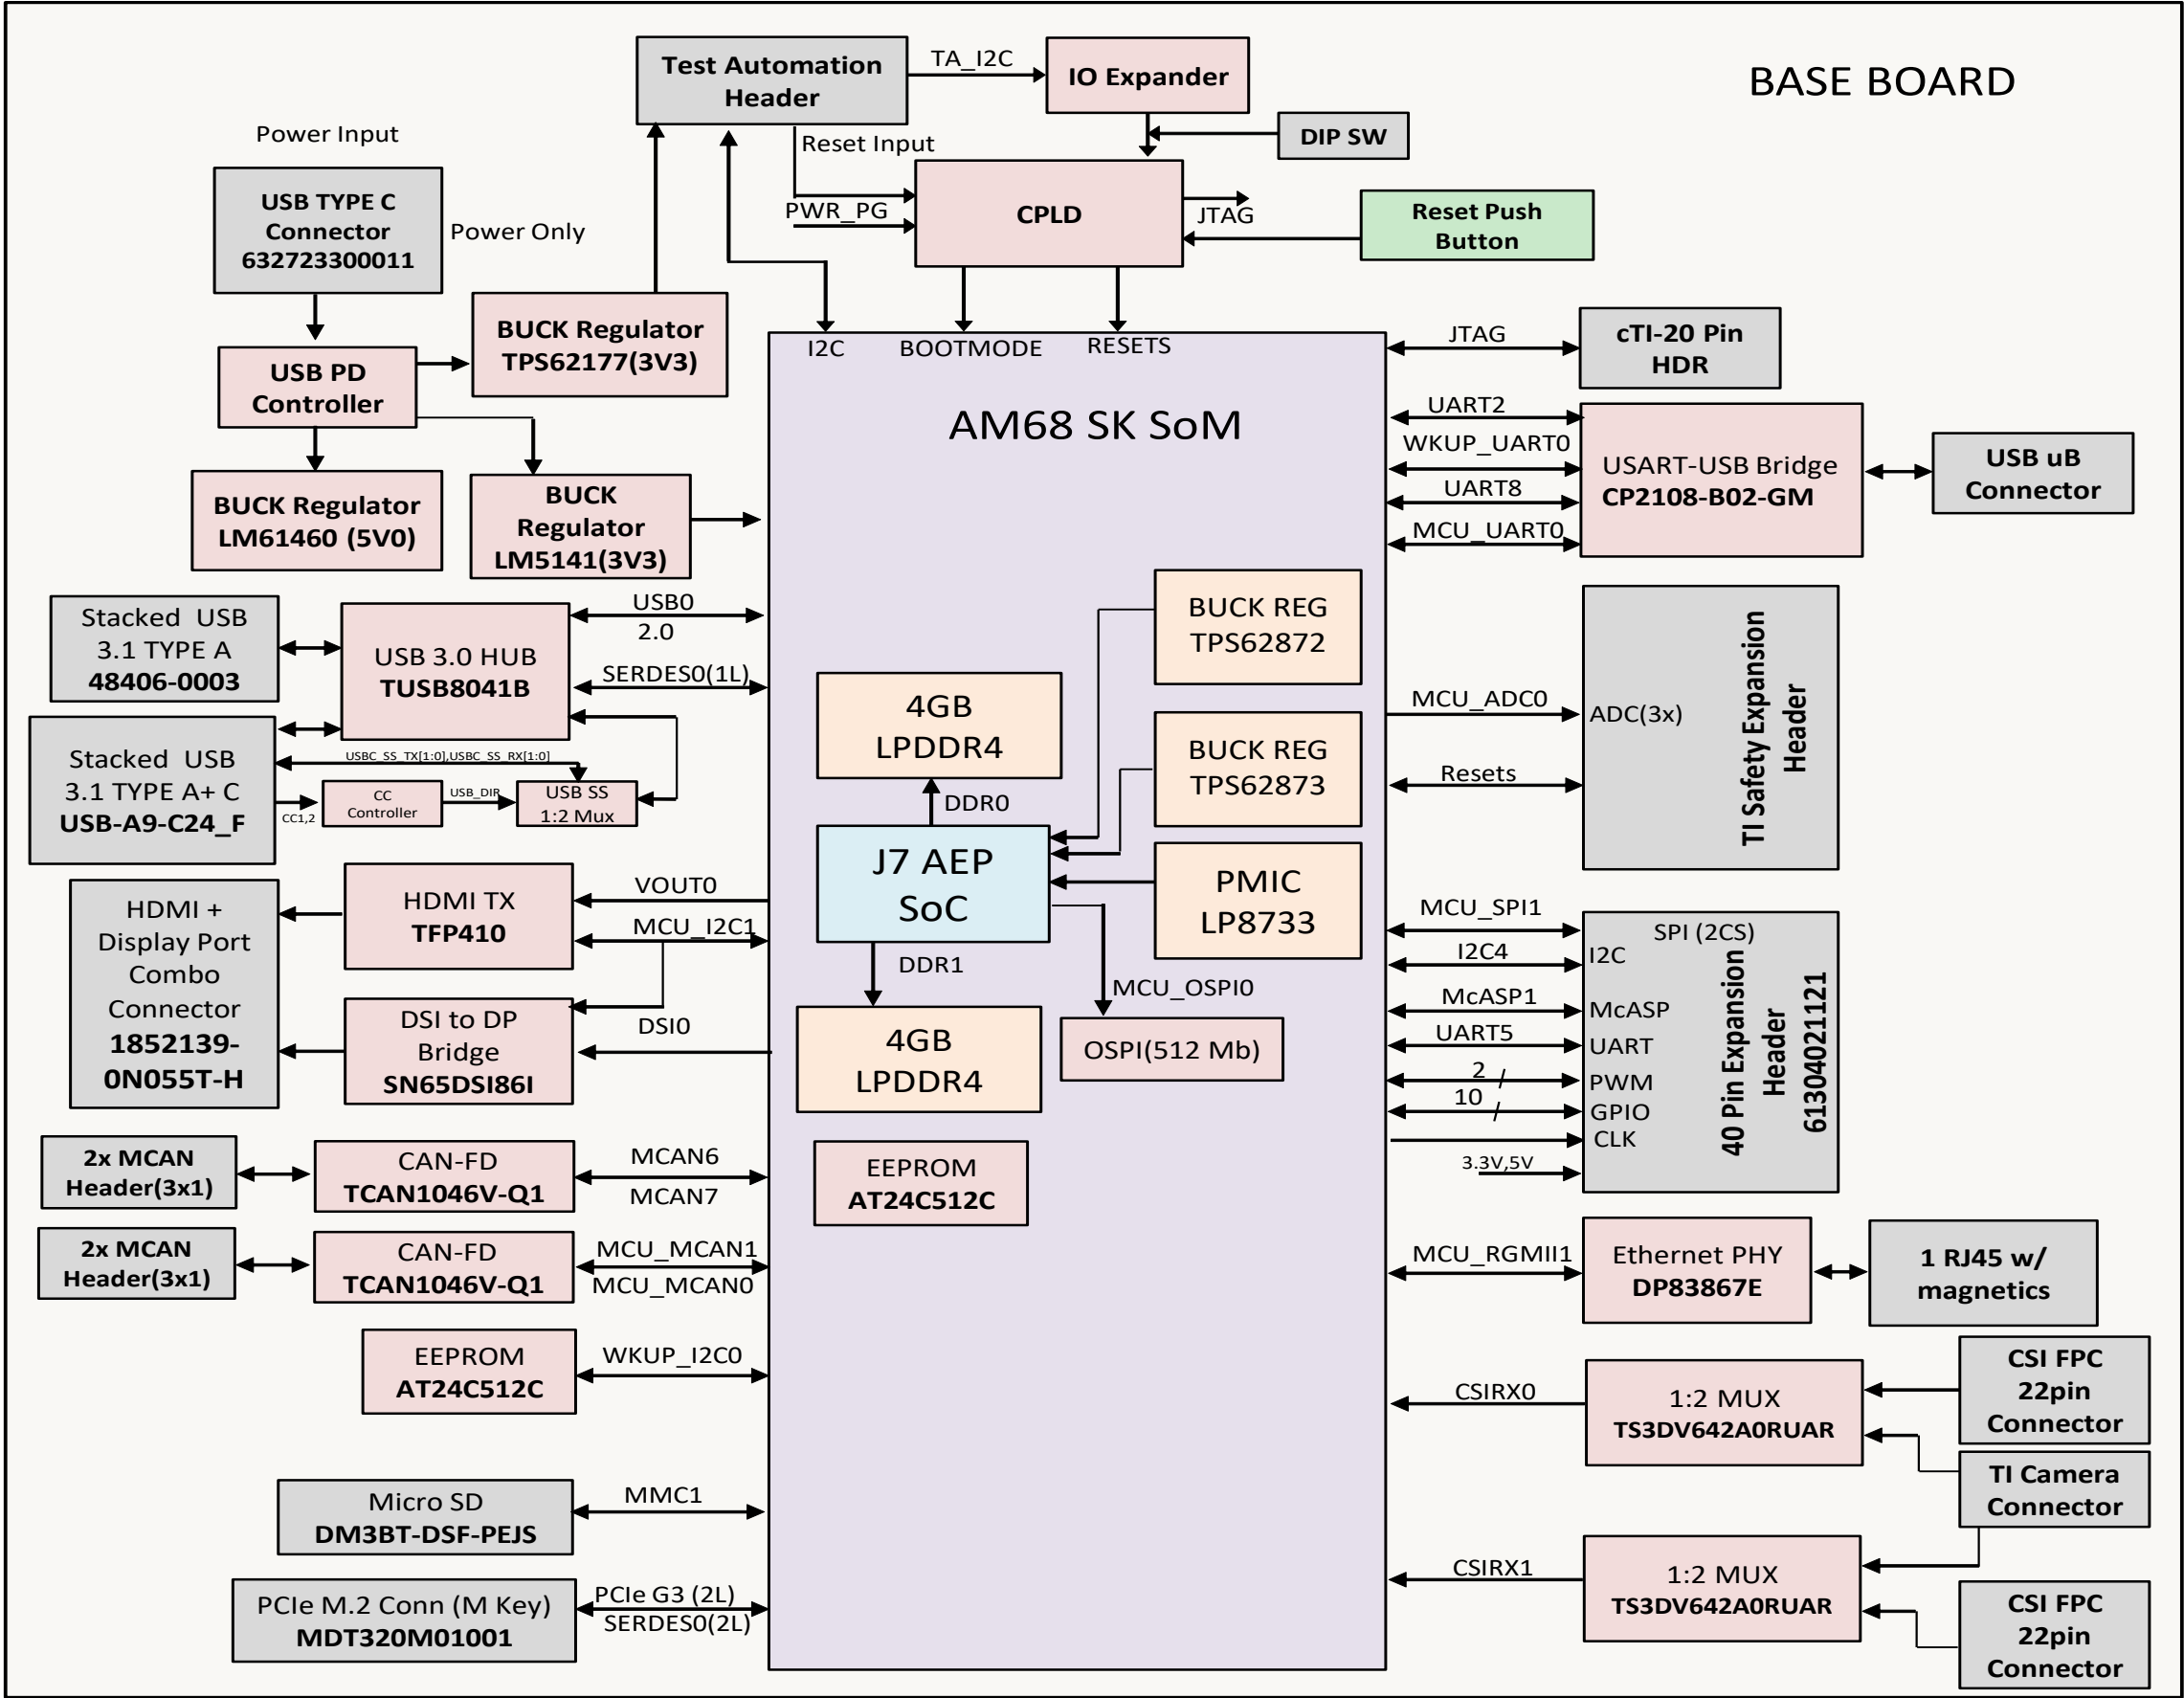 BASE BOARD
Test Automation
Header
TA_I2C
IO Expander
DIP SW
Reset Input
PWR_PG
CPLD
JTAG
Reset Push
Button
Power Input
USB TYPE C
Connector
632723300011
Power Only
BUCK Regulator
TPS62177(3V3)
USB PD
Controller
BUCK Regulator
LM61460 (5V0)
BUCK
Regulator
LM5141(3V3)
I2C
BOOTMODE
RESETS
AM68 SK SoM
JTAG
cTI-20 Pin
HDR
UART2
WKUP_UART0
UART8
MCU_UART0
USART-USB Bridge
CP2108-B02-GM
USB uB
Connector
Stacked USB
3.1 TYPE A
48406-0003
USB 3.0 HUB
TUSB8041B
USB0
2.0
SERDES0(1L)
Stacked USB
3.1 TYPE A+ C
USB-A9-C24_F
USBC_SS_TX[1:0],USBC_SS_RX[1:0]
CC1,2
CC
Controller
USB_DIR
USB SS
1:2 Mux
BUCK REG
TPS62872
4GB
LPDDR4
BUCK REG
TPS62873
DDR0
J7 AEP
SoC
PMIC
LP8733
DDR1
MCU_OSPI0
4GB
LPDDR4
OSPI(512 Mb)
EEPROM
AT24C512C
MCU_ADC0
ADC(3x)
Resets
TI Safety Expansion
Header
HDMI +
Display Port
Combo
Connector
1852139-
0N055T-H
HDMI TX
TFP410
VOUT0
MCU_I2C1
DSI to DP
Bridge
SN65DSI86I
DSI0
MCU_SPI1
SPI (2CS)
I2C4
I2C
McASP1
McASP
UART5
UART
2
PWM
10
GPIO
CLK
3.3V,5V
40 Pin Expansion
Header
61304021121
2x MCAN
Header(3x1)
CAN-FD
TCAN1046V-Q1
MCAN6
MCAN7
2x MCAN
Header(3x1)
CAN-FD
TCAN1046V-Q1
MCU_MCAN1
MCU_MCAN0
MCU_RGMII1
Ethernet PHY
DP83867E
1 RJ45 w/
magnetics
EEPROM
AT24C512C
WKUP_I2C0
CSIRX0
1:2 MUX
TS3DV642A0RUAR
CSI FPC
22pin
Connector
TI Camera
Connector
Micro SD
DM3BT-DSF-PEJS
MMC1
CSIRX1
1:2 MUX
TS3DV642A0RUAR
CSI FPC
22pin
Connector
PCIe M.2 Conn (M Key)
MDT320M01001
PCIe G3 (2L)
SERDES0(2L)